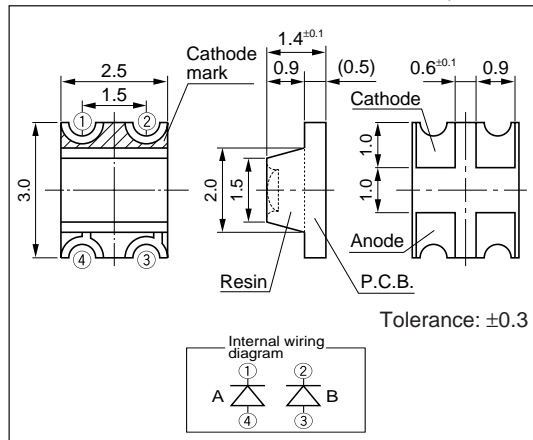 1.4±0.1
2.5
Cathode
mark
0.9
(0.5)
0.6±0.1
0.9
1.5
Cathode
①
②
3.0
2.0
1.5
1.0
1.0
Anode
④
③
Resin
P.C.B.
Tolerance: ±0.3
Internal wiring
diagram
①
②
A
B
④
③